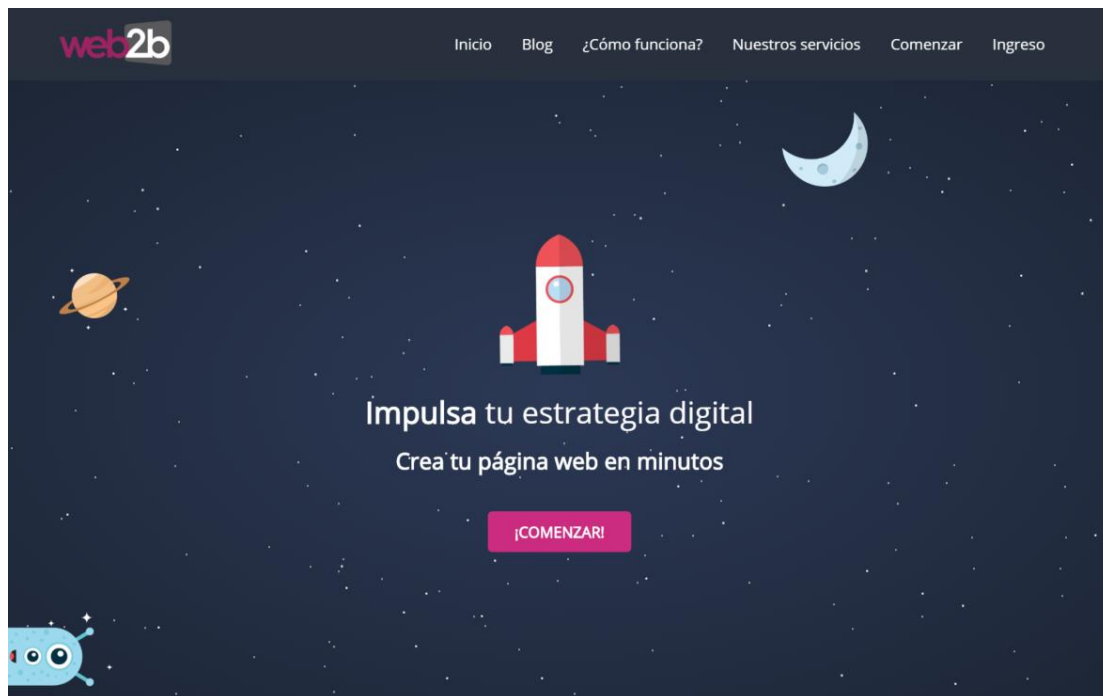 web2b
Inicio Blog ¿Cómo funciona? Nuestros servicios Comenzar Ingreso
Impulsa tu estrategia digital
Crea tu página web en minutos
¡COMENZAR!